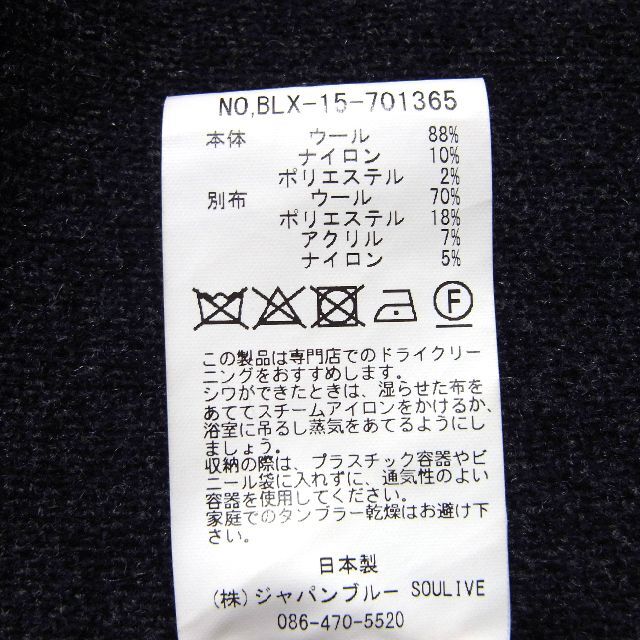 NO,BLX-15-701365
本体 ウール 88%
ナイロン 10%
ポリエステル 2%
別布 ウール 70%
ポリエステル 18%
アクリル 7%
ナイロン 5%
F
この製品は専門店でのドライクリー
ニングをおすすめします。
シワができたときは、湿らせた布を
あててスチームアイロンをかけるか、
浴室に吊るし蒸気をあてるようにし
ましょう。
収納の際は、プラスチック容器やビ
ニール袋に入れずに、通気性のよい
容器を使用してください。
家庭でのタンブラー乾燥はお避け下
さい。
日本製
(株)ジャパンブルー SOULIVE
086-470-5520